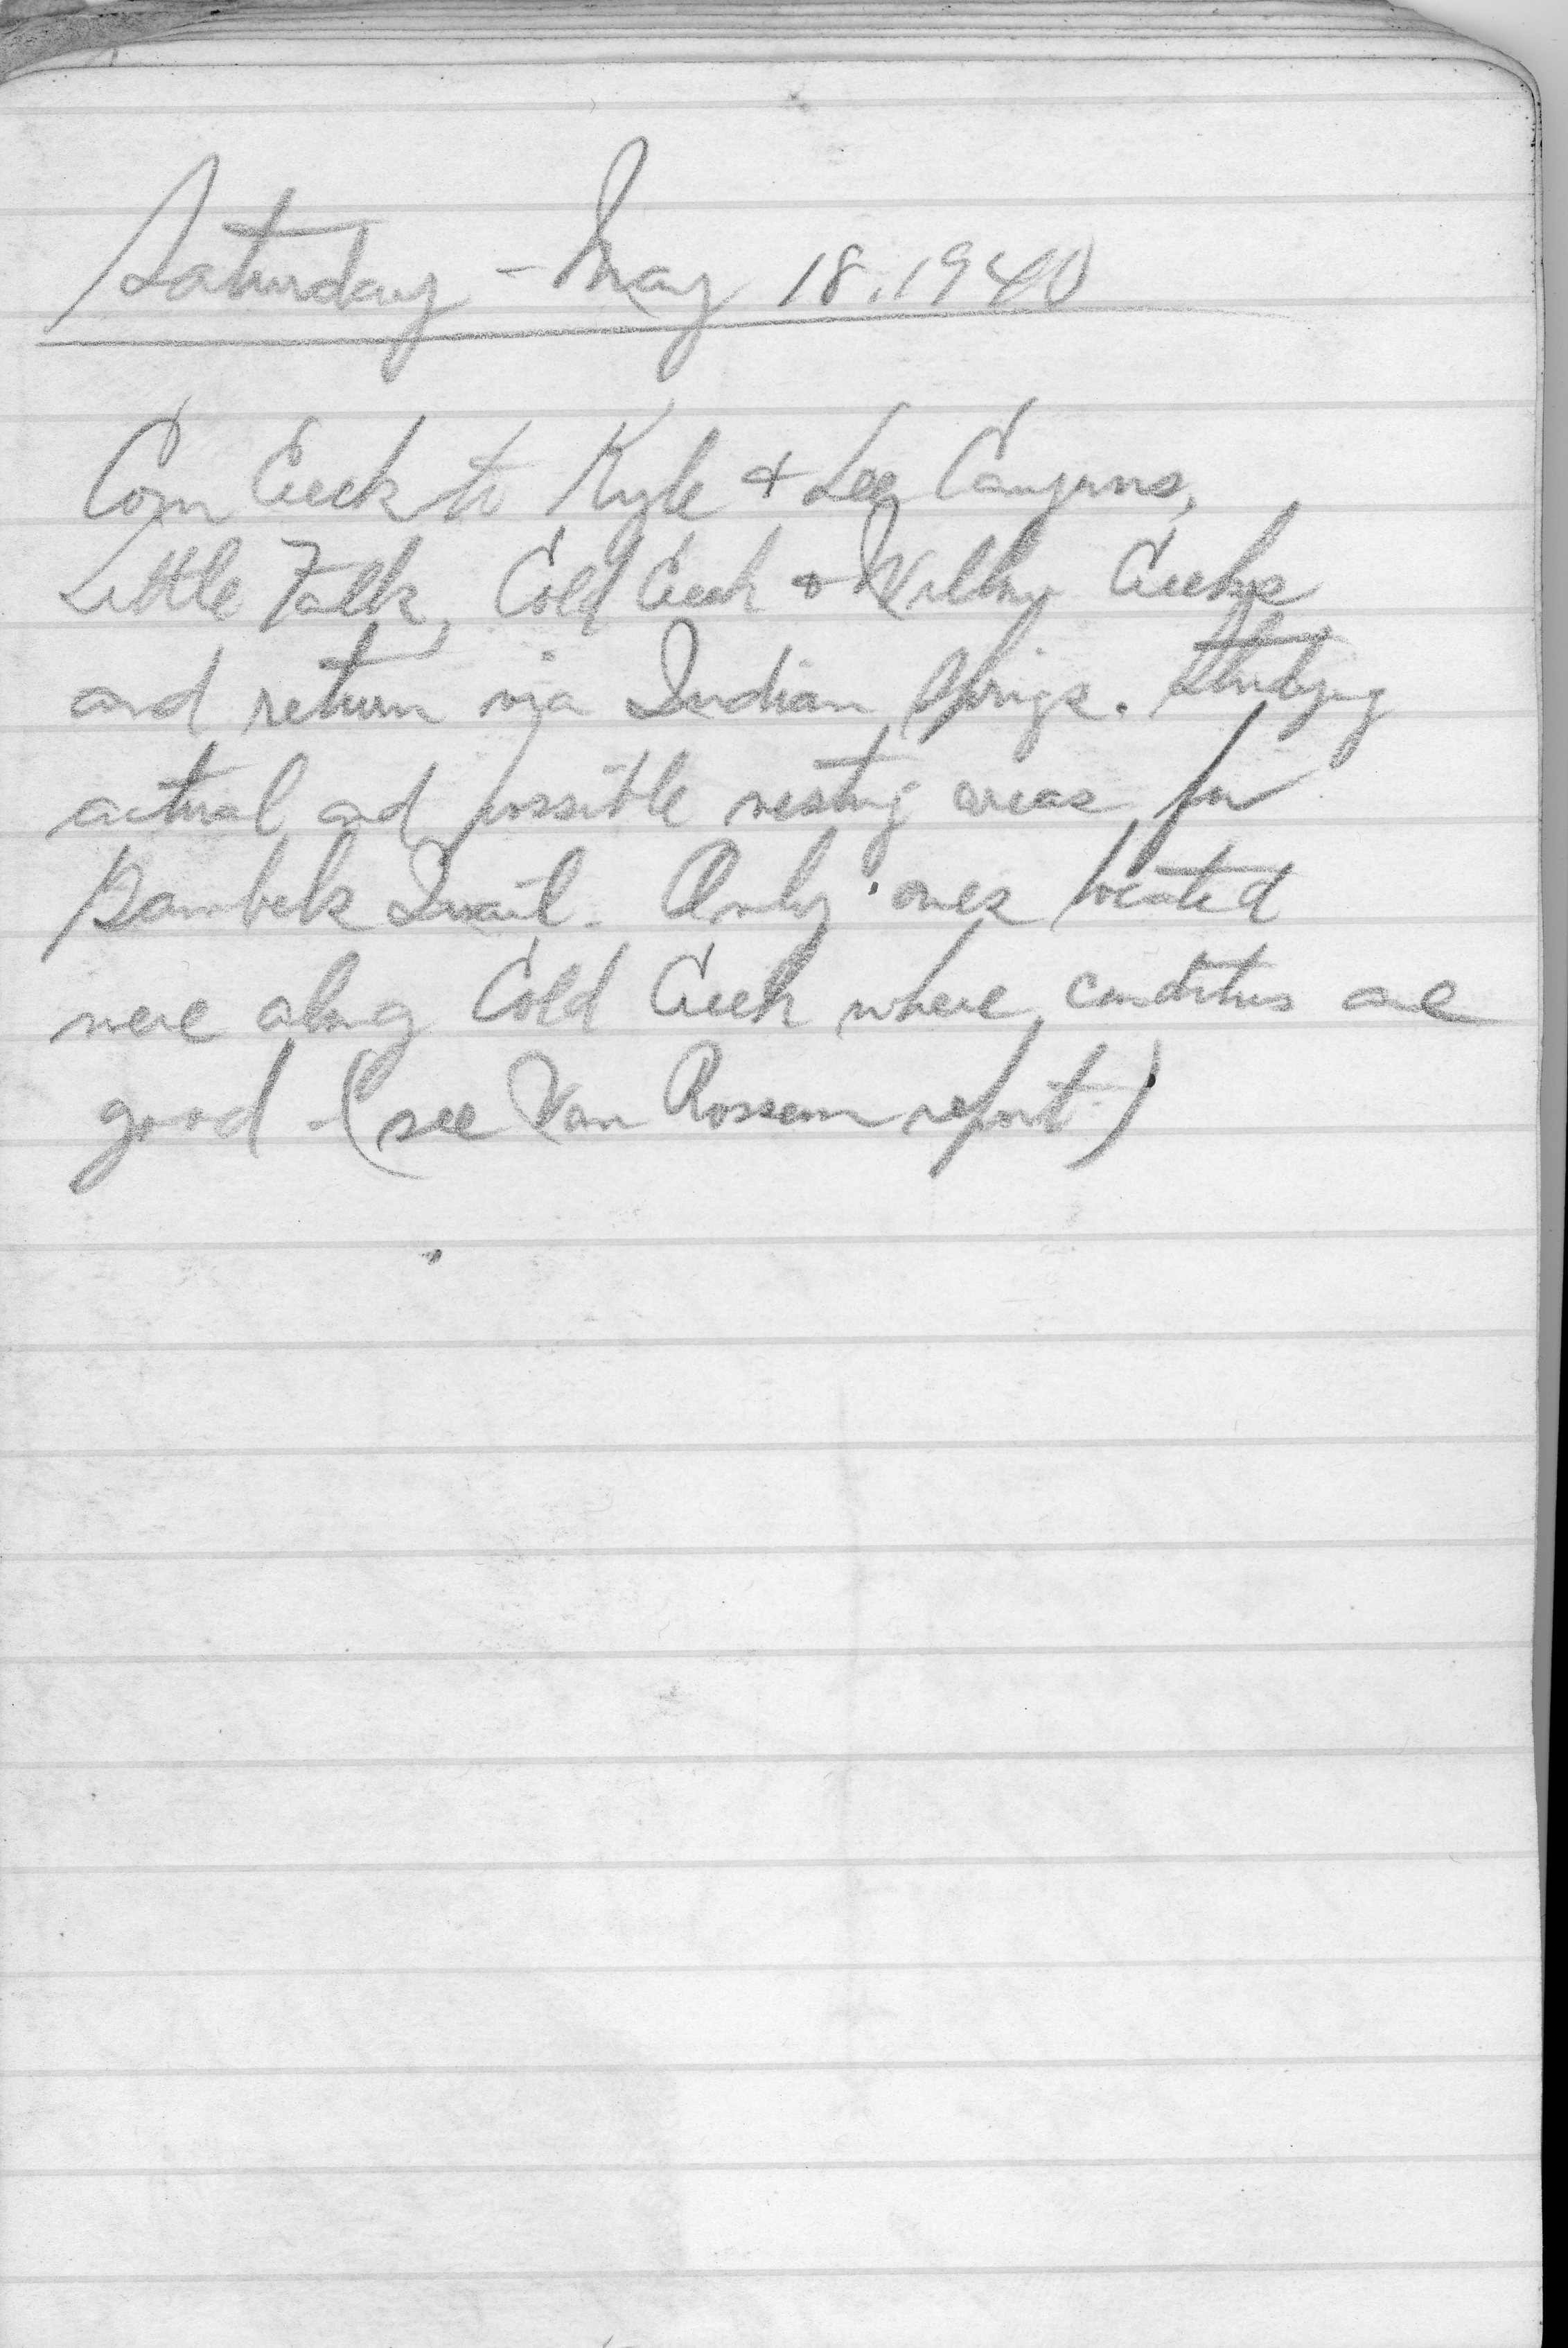 Saturday - May 18, 1940
Corn Creek to Kyle & Lee Canyons,
Little Falls, Cold Creek & Willow Creeks
and return via Indian Springs. Studying
actual and possible nesting areas for
Gambels Quail. Only ones located
were along Cold Creek where conditions are
good - (see Van Rossem report)